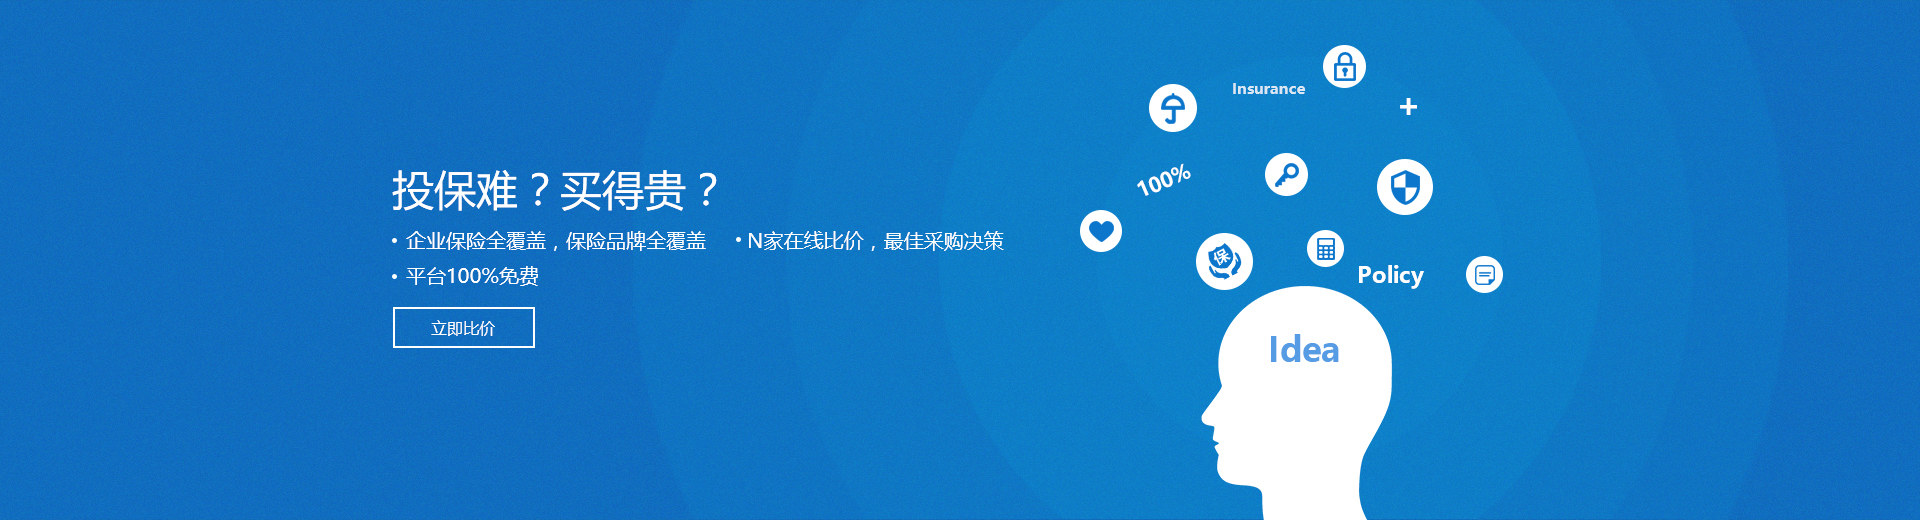 投保难？买得贵？
• 企业保险全覆盖，保险品牌全覆盖 • N家在线比价，最佳采购决策
• 平台100%免费
立即比价
Insurance
+
100%
保
Policy
Idea